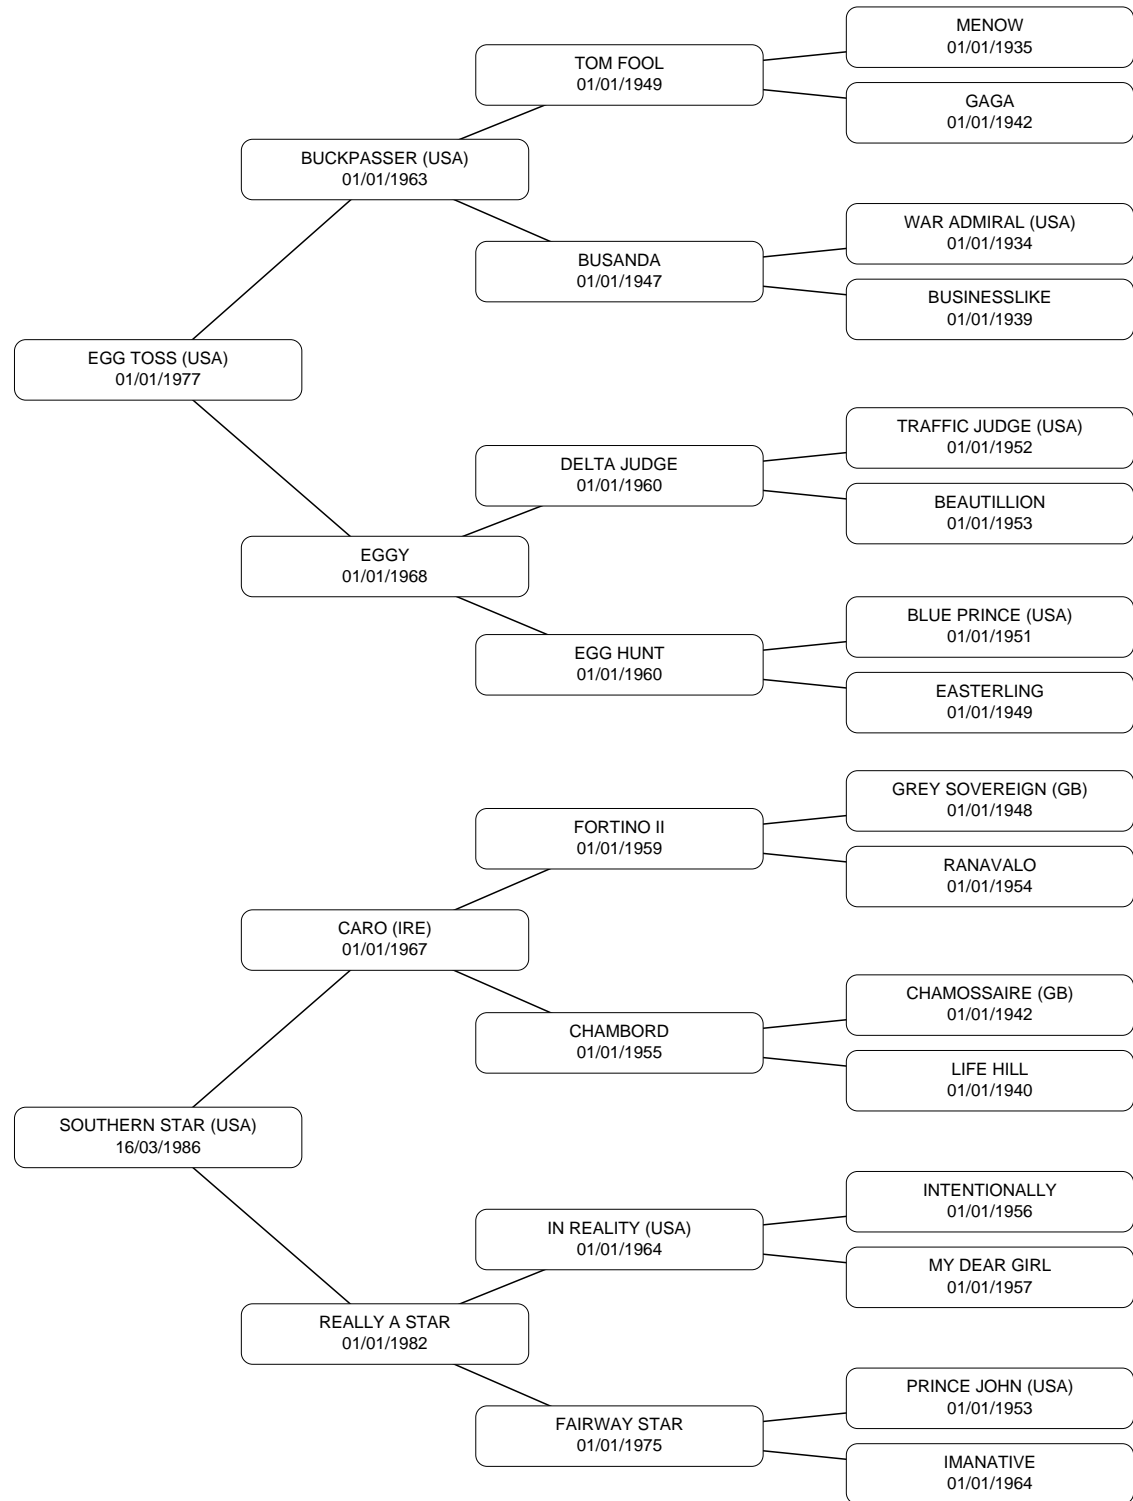 MENOW
01/01/1935
TOM FOOL
01/01/1949
GAGA
01/01/1942
BUCKPASSER (USA)
01/01/1963
WAR ADMIRAL (USA)
01/01/1934
BUSANDA
01/01/1947
BUSINESSLIKE
01/01/1939
EGG TOSS (USA)
01/01/1977
TRAFFIC JUDGE (USA)
01/01/1952
DELTA JUDGE
01/01/1960
BEAUTILLION
01/01/1953
EGGY
01/01/1968
BLUE PRINCE (USA)
01/01/1951
EGG HUNT
01/01/1960
EASTERLING
01/01/1949
GREY SOVEREIGN (GB)
01/01/1948
FORTINO II
01/01/1959
RANAVALO
01/01/1954
CARO (IRE)
01/01/1967
CHAMOSSAIRE (GB)
01/01/1942
CHAMBORD
01/01/1955
LIFE HILL
01/01/1940
SOUTHERN STAR (USA)
16/03/1986
INTENTIONALLY
01/01/1956
IN REALITY (USA)
01/01/1964
MY DEAR GIRL
01/01/1957
REALLY A STAR
01/01/1982
PRINCE JOHN (USA)
01/01/1953
FAIRWAY STAR
01/01/1975
IMANATIVE
01/01/1964